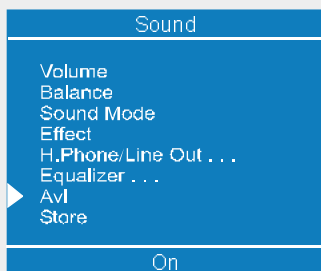 Sound
Volume
Balance
Sound Mode
Effect
H.Phone/Line Out . . .
Equalizer . . .
Avl
Store
On